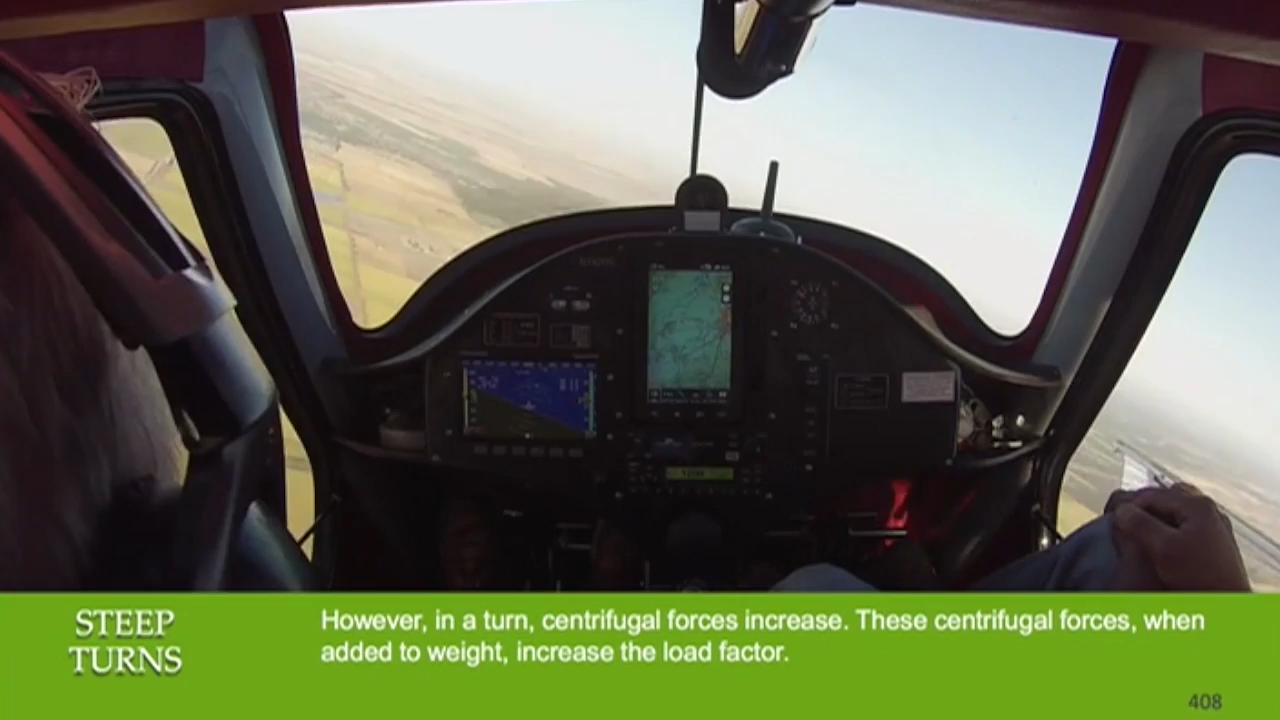 STEEP
TURNS
However, in a turn, centrifugal forces increase. These centrifugal forces, when
added to weight, increase the load factor.
408